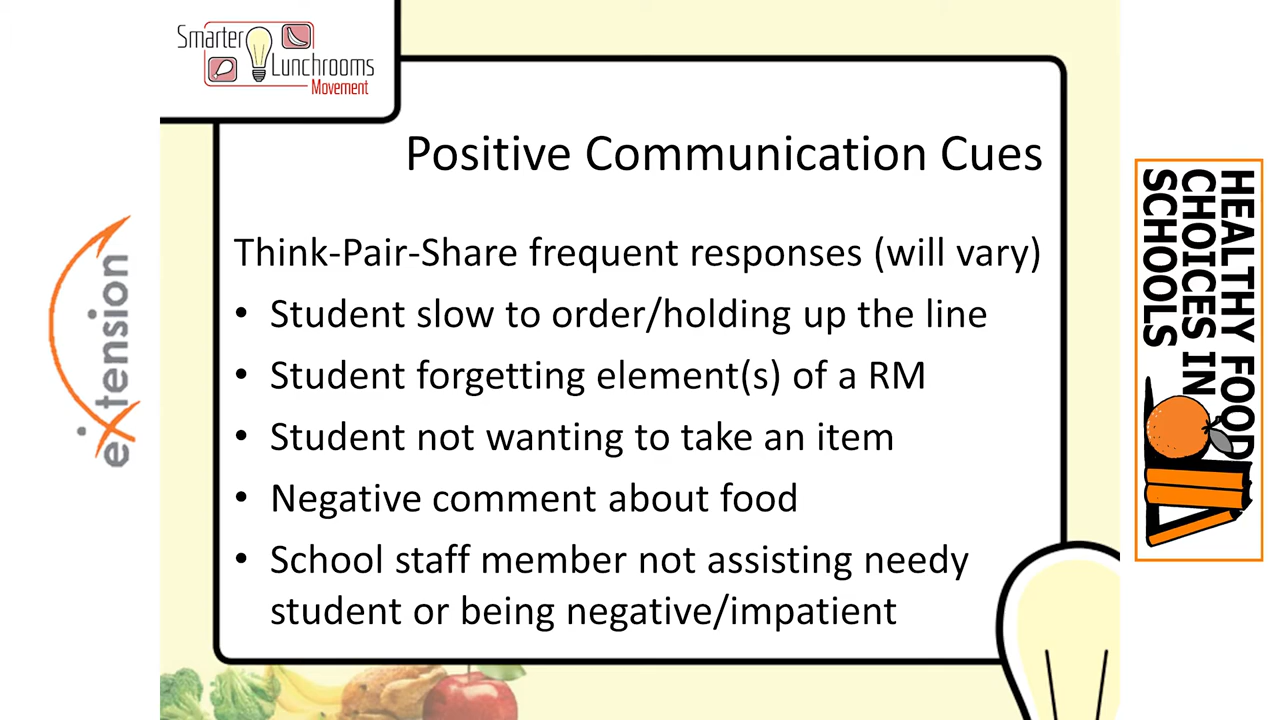 Smarter
Lunchrooms
Movement
Positive Communication Cues
Think-Pair-Share frequent responses (will vary)
• Student slow to order/holding up the line
• Student forgetting element(s) of a RM
• Student not wanting to take an item
• Negative comment about food
• School staff member not assisting needy
student or being negative/impatient
eXtension
HEALTHY FOOD
CHOICES IN
SCHOOLS